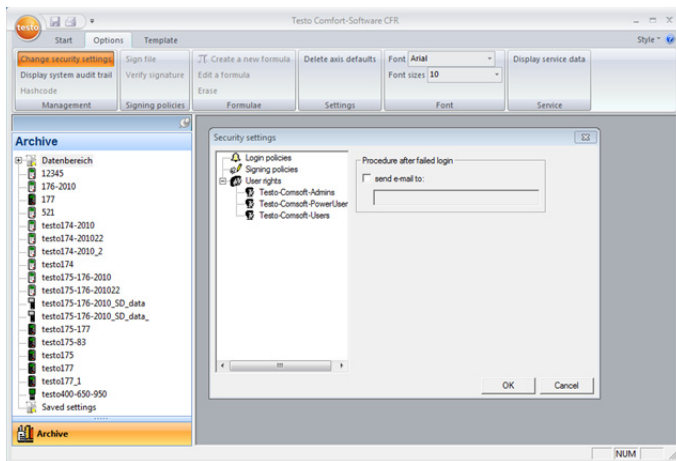 testo
Testo Comfort-Software CFR
Start Options Template
Style
Change security settings
Display system audit trail
Hashcode
Management
Sign file
Verify signature
Signing policies
Create a new formula
Edit a formula
Erase
Formulae
Delete axis defaults
Settings
Font Arial
Font sizes 10
Font
Display service data
Service
Archive
Datenbereich
12345
176-2010
177
521
testo174-2010
testo174-201022
testo174-2010_2
testo174
testo175-176-2010
testo175-176-201022
testo175-176-2010_SD_data
testo175-176-2010_SD_data_
testo175-177
testo175-83
testo175
testo177
testo177_1
testo400-650-950
Saved settings
Archive
Security settings
Login policies
Signing policies
User rights
Testo-Comsoft-Admins
Testo-Comsoft-PowerUser
Testo-Comsoft-Users
Procedure after failed login
send e-mail to:
OK Cancel
NUM